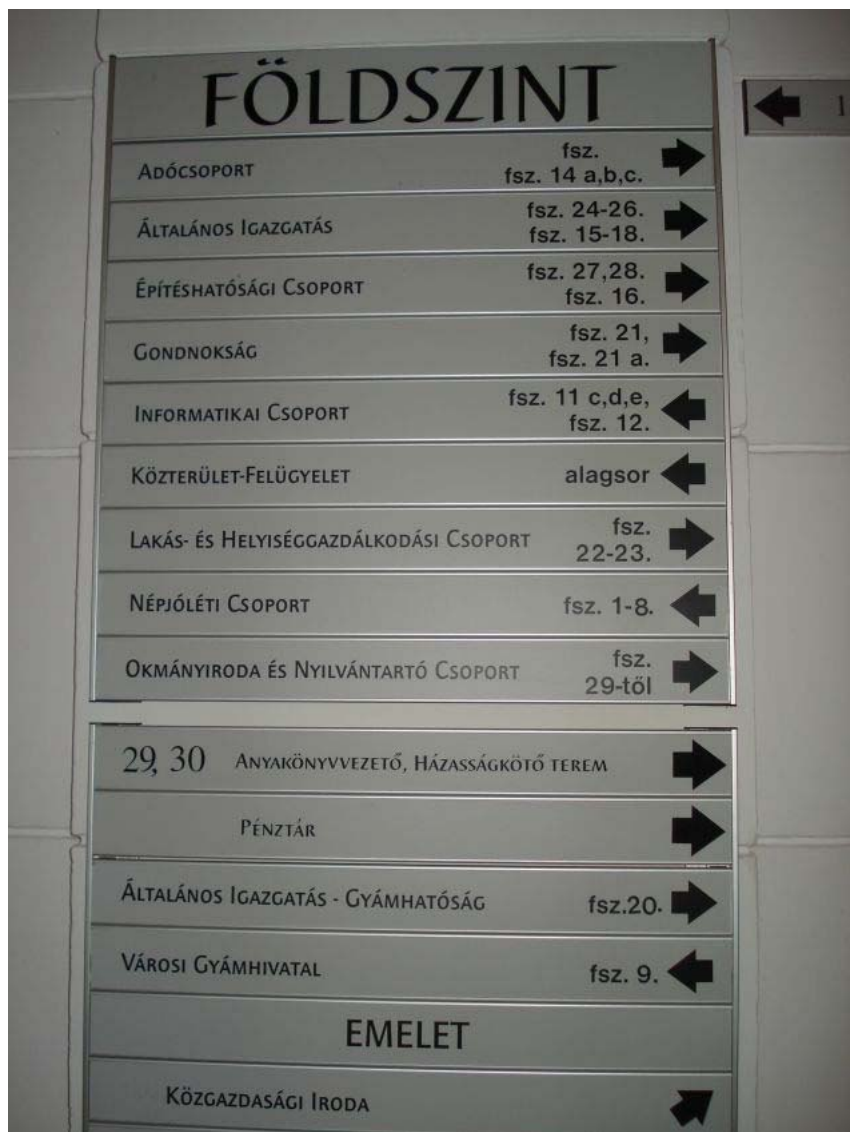 FÖLDSZINT
1
ADÓCSOPORT fsz.
fsz. 14 a,b,c.
ÁLTALÁNOS IGAZGATÁS fsz. 24-26.
fsz. 15-18.
ÉPÍTÉSHATÓSÁGI CSOPORT fsz. 27,28.
fsz. 16.
GONDNOKSÁG fsz. 21,
fsz. 21 a.
INFORMATIKAI CSOPORT fsz. 11 c,d,e,
fsz. 12.
KÖZTERÜLET-FELÜGYELET alagsor
LAKÁS- ÉS HELYISÉGGAZDÁLKODÁSI CSOPORT fsz.
22-23.
NÉPJÓLÉTI CSOPORT fsz. 1-8.
OKMÁNYIRODA ÉS NYILVÁNTARTÓ CSOPORT fsz.
29-től
29, 30 ANYAKÖNYVVEZETŐ, HÁZASSÁGKÖTŐ TEREM
PÉNZTÁR
ÁLTALÁNOS IGAZGATÁS - GYÁMHATÓSÁG fsz.20.
VÁROSI GYÁMHIVATAL fsz. 9.
EMELET
KÖZGAZDASÁGI IRODA